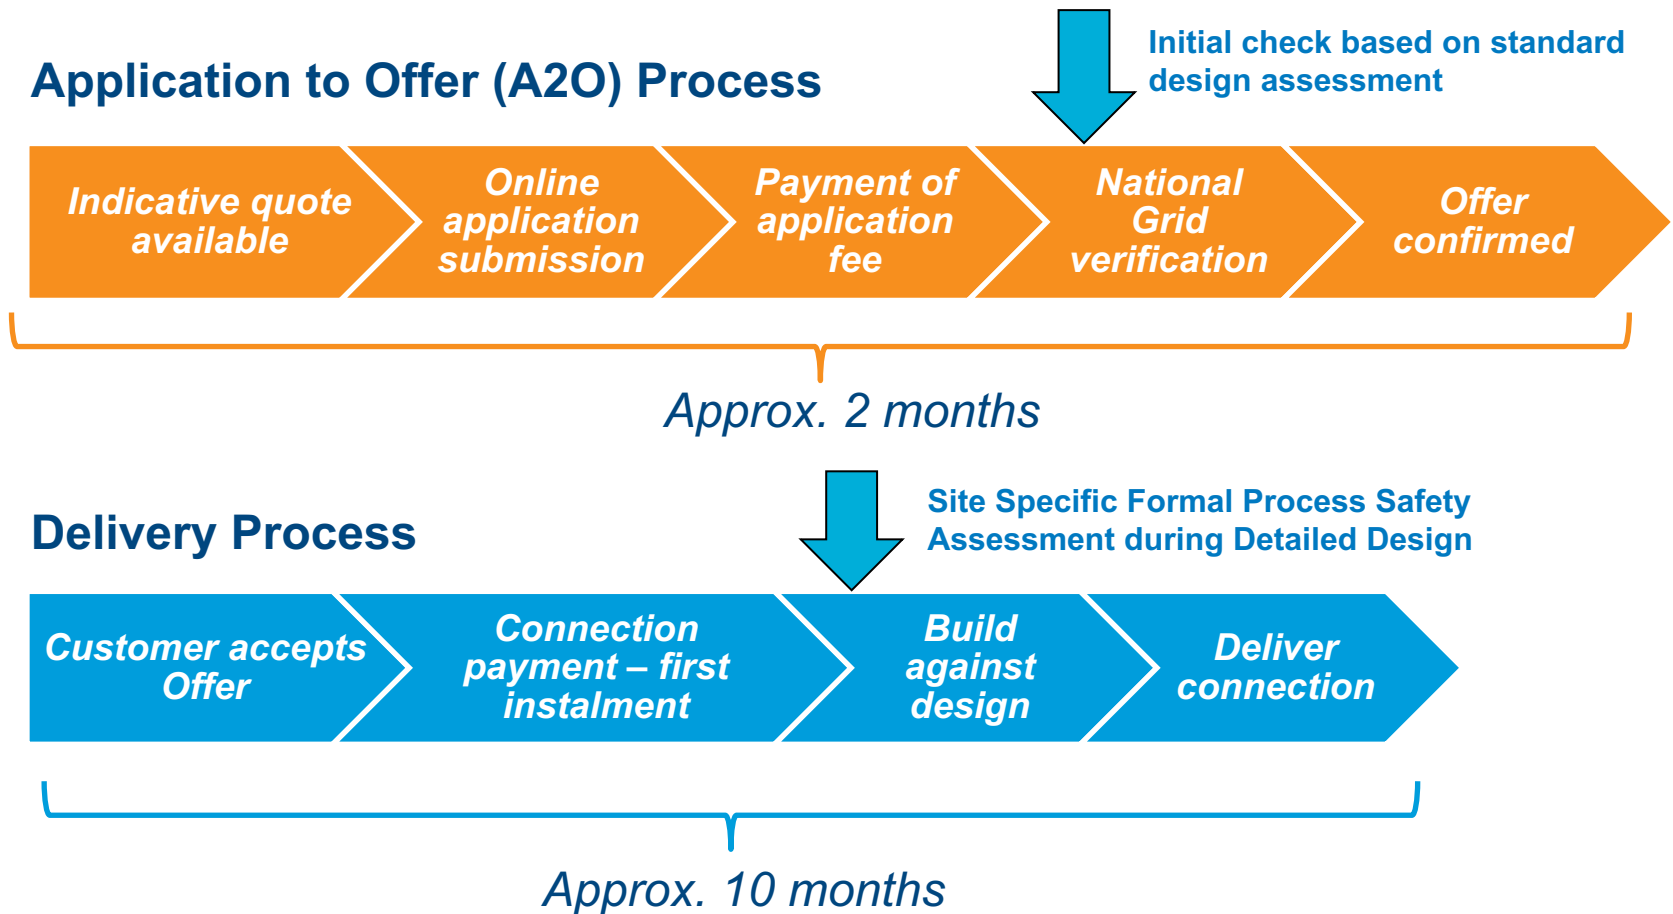 Initial check based on standard
design assessment
Application to Offer (A2O) Process
Indicative quote
available
Online
application
submission
Payment of
application
fee
National
Grid
verification
Offer
confirmed
Approx. 2 months
Site Specific Formal Process Safety
Assessment during Detailed Design
Delivery Process
Customer accepts
Offer
Connection
payment – first
instalment
Build
against
design
Deliver
connection
Approx. 10 months